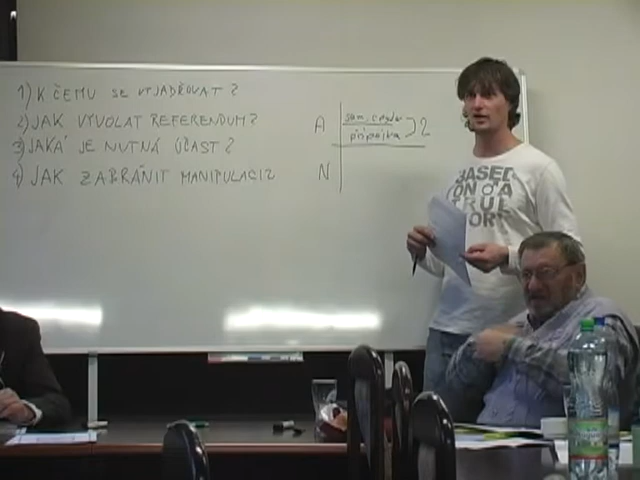 1) K ČEMU SE VYJADŘOVAT?
2) JAK VYVOLAT REFERENDUM?
3) JAKÁ JE NUTNÁ ÚČAST?
4) JAK ZABRÁNIT MANIPULACI?
A
N
BASED
ON A
TRUE